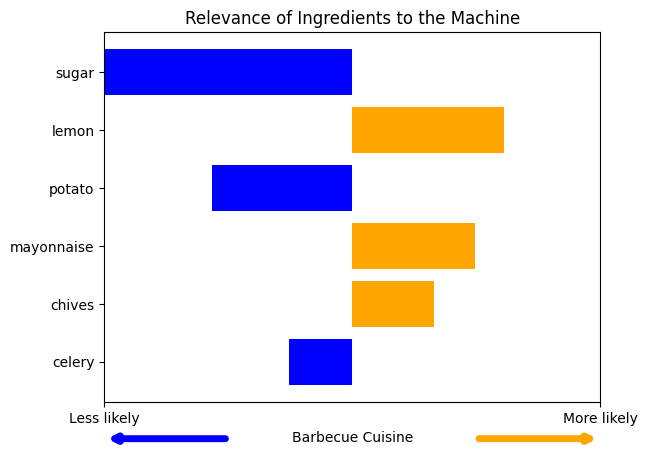 Relevance of Ingredients to the Machine
sugar
lemon
potato
mayonnaise
chives
celery
Less likely
More likely
Barbecue Cuisine